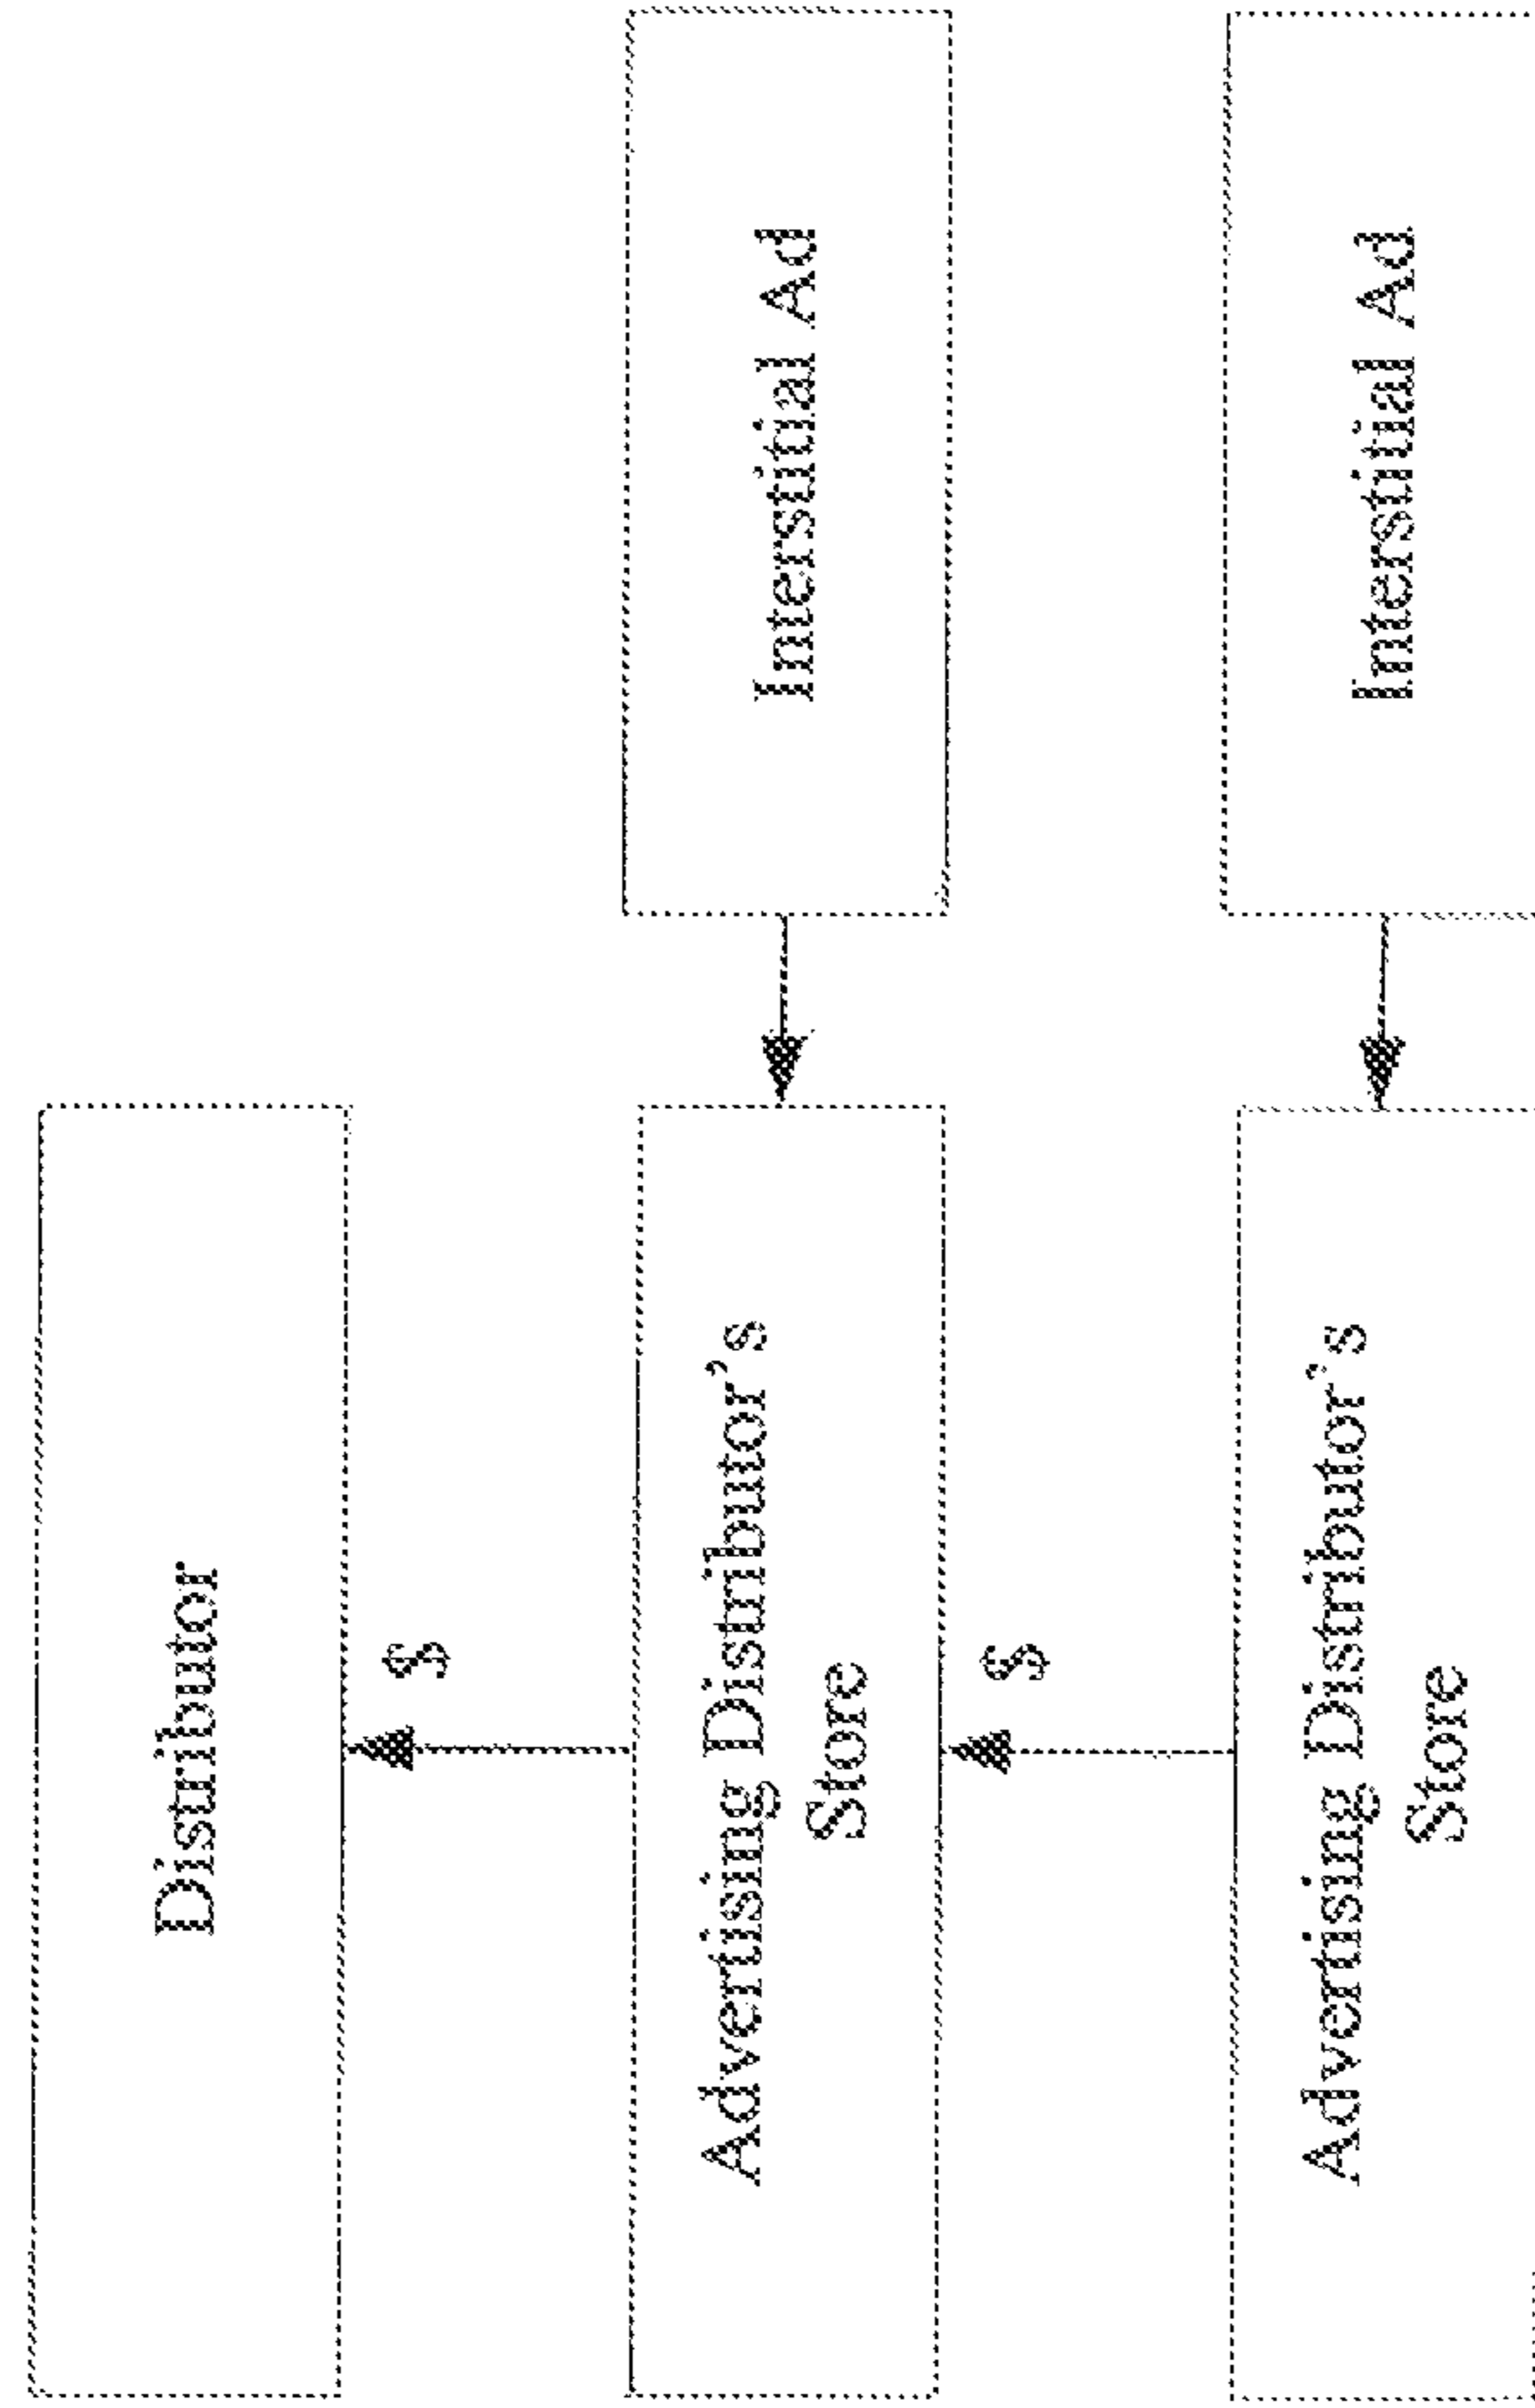 Distributor
$
Advertising Distributor's
Store
Interstitial Ad
$
Advertising Distributor's
Store
Interstitial Ad